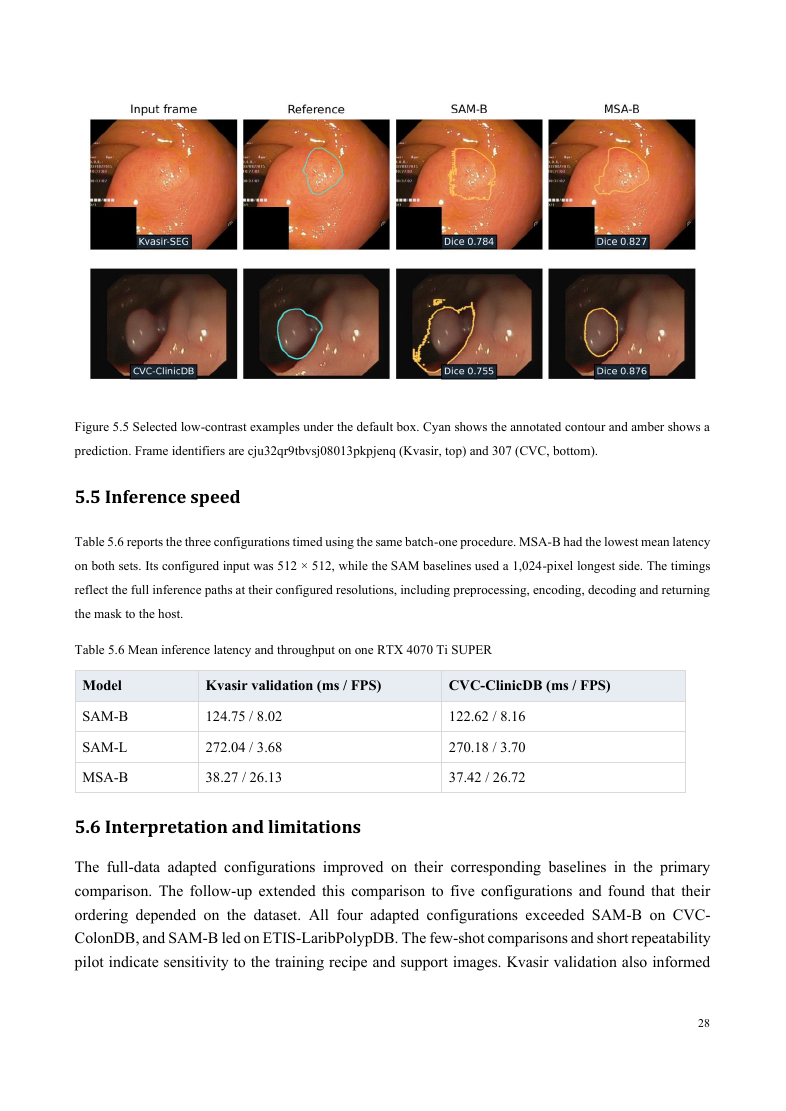 Input frame Reference SAM-B MSA-B
Kvasir-SEG Dice 0.784 Dice 0.827
CVC-ClinicDB Dice 0.755 Dice 0.876
Figure 5.5 Selected low-contrast examples under the default box. Cyan shows the annotated contour and amber shows a
prediction. Frame identifiers are cju32qr9tbvsj08013pkpjenq (Kvasir, top) and 307 (CVC, bottom).
5.5 Inference speed
Table 5.6 reports the three configurations timed using the same batch-one procedure. MSA-B had the lowest mean latency
on both sets. Its configured input was 512 × 512, while the SAM baselines used a 1,024-pixel longest side. The timings
reflect the full inference paths at their configured resolutions, including preprocessing, encoding, decoding and returning
the mask to the host.
Table 5.6 Mean inference latency and throughput on one RTX 4070 Ti SUPER
Model Kvasir validation (ms / FPS) CVC-ClinicDB (ms / FPS)
SAM-B 124.75 / 8.02 122.62 / 8.16
SAM-L 272.04 / 3.68 270.18 / 3.70
MSA-B 38.27 / 26.13 37.42 / 26.72
5.6 Interpretation and limitations
The full-data adapted configurations improved on their corresponding baselines in the primary
comparison. The follow-up extended this comparison to five configurations and found that their
ordering depended on the dataset. All four adapted configurations exceeded SAM-B on CVC-
ColonDB, and SAM-B led on ETIS-LaribPolypDB. The few-shot comparisons and short repeatability
pilot indicate sensitivity to the training recipe and support images. Kvasir validation also informed
28